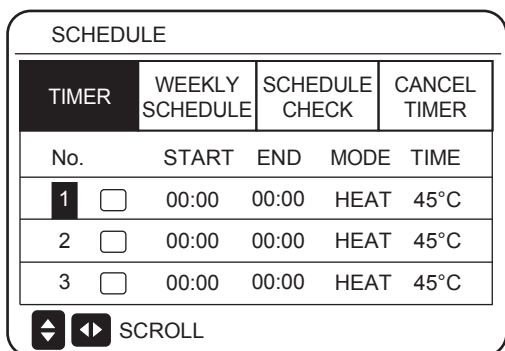 SCHEDULE
TIMER WEEKLY SCHEDULE SCHEDULE CHECK CANCEL TIMER
No. START END MODE TIME
1 00:00 00:00 HEAT 45°C
2 00:00 00:00 HEAT 45°C
3 00:00 00:00 HEAT 45°C
SCROLL